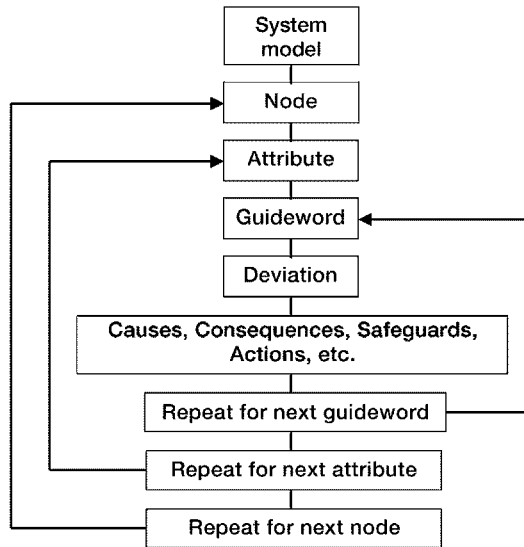 System
model
Node
Attribute
Guideword
Deviation
Causes, Consequences, Safeguards,
Actions, etc.
Repeat for next guideword
Repeat for next attribute
Repeat for next node